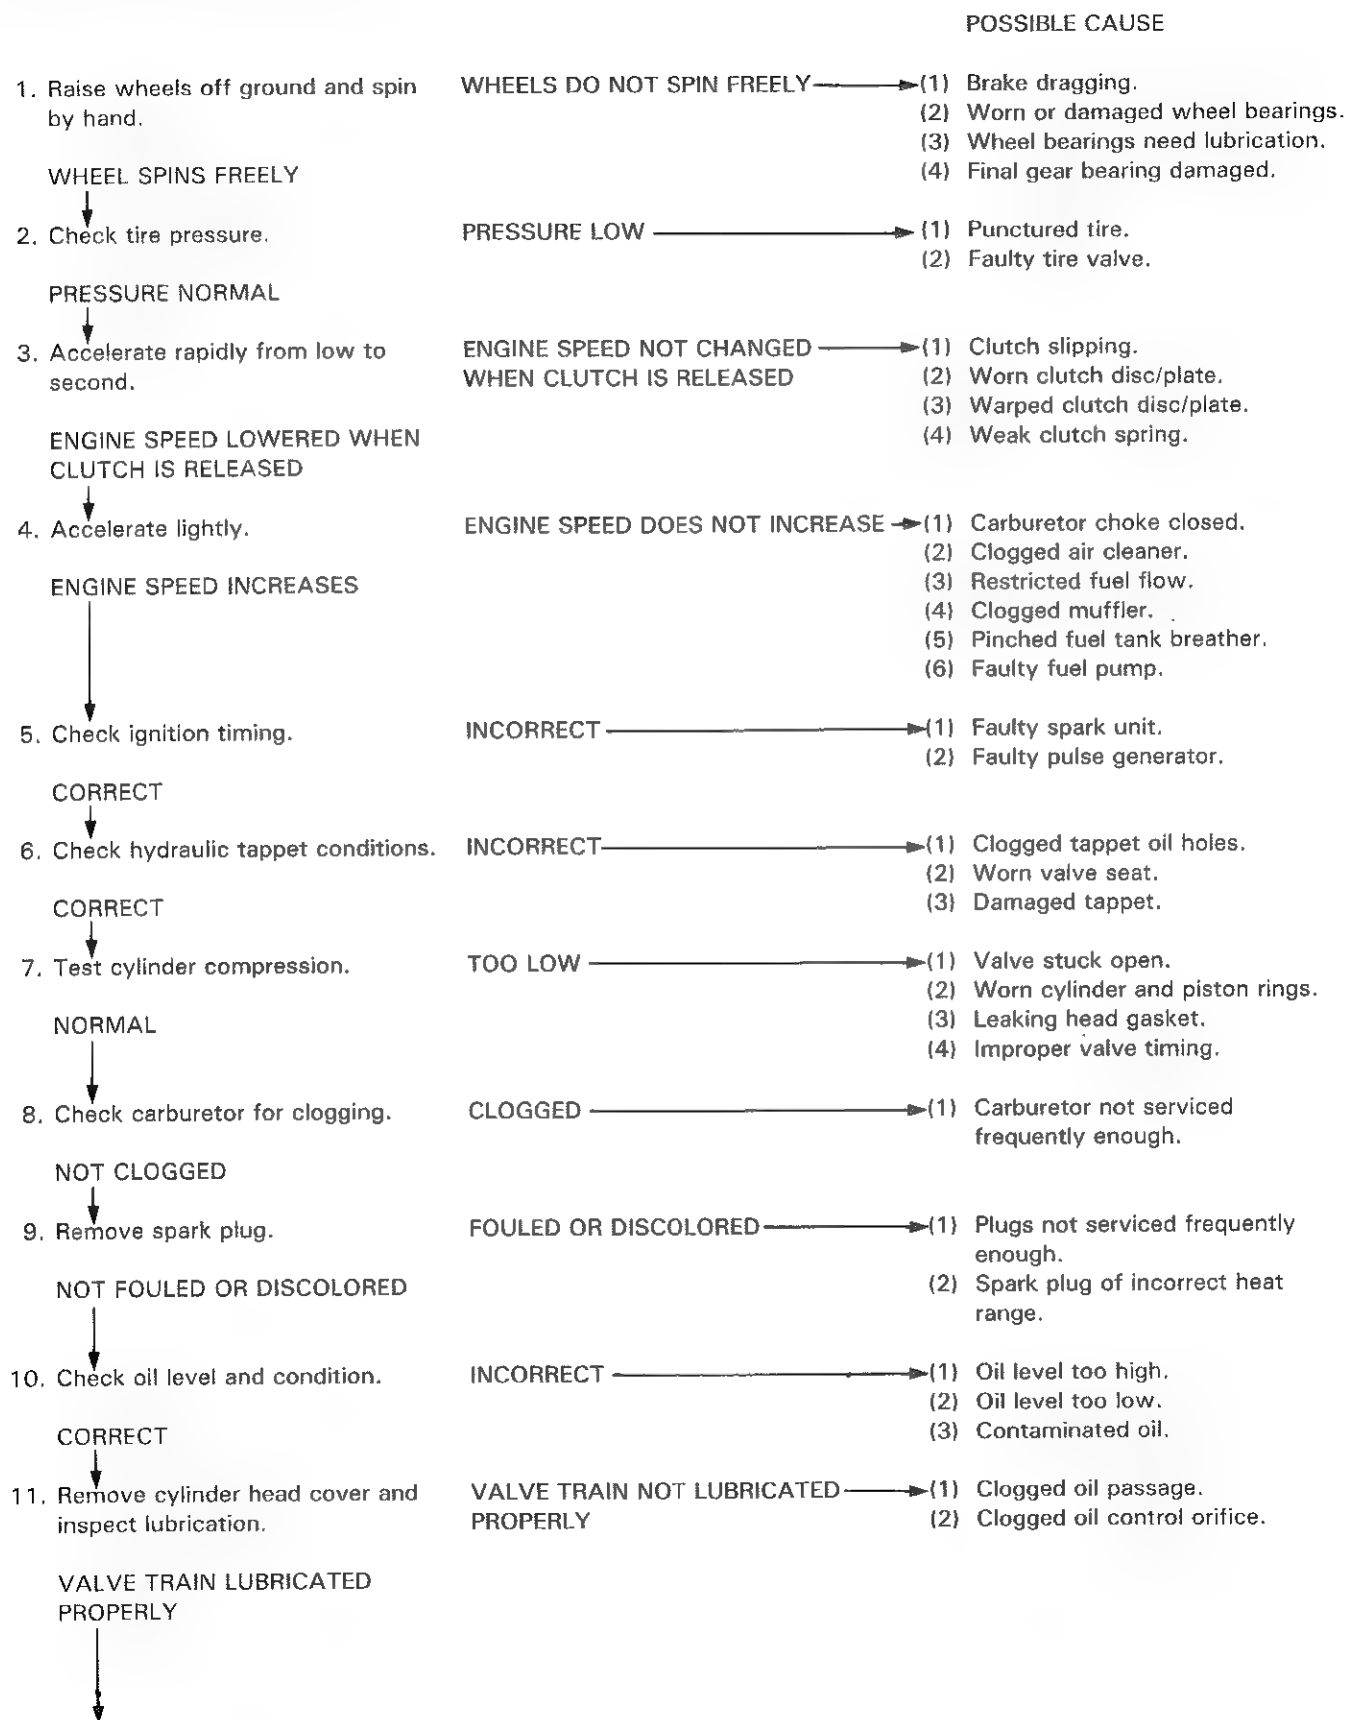 POSSIBLE CAUSE
1. Raise wheels off ground and spin
by hand.
WHEELS DO NOT SPIN FREELY
(1) Brake dragging.
(2) Worn or damaged wheel bearings.
(3) Wheel bearings need lubrication.
(4) Final gear bearing damaged.
WHEEL SPINS FREELY
2. Check tire pressure.
PRESSURE LOW
(1) Punctured tire.
(2) Faulty tire valve.
PRESSURE NORMAL
3. Accelerate rapidly from low to
second.
ENGINE SPEED NOT CHANGED
WHEN CLUTCH IS RELEASED
(1) Clutch slipping.
(2) Worn clutch disc/plate.
(3) Warped clutch disc/plate.
(4) Weak clutch spring.
ENGINE SPEED LOWERED WHEN
CLUTCH IS RELEASED
4. Accelerate lightly.
ENGINE SPEED DOES NOT INCREASE
(1) Carburetor choke closed.
(2) Clogged air cleaner.
(3) Restricted fuel flow.
(4) Clogged muffler.
(5) Pinched fuel tank breather.
(6) Faulty fuel pump.
ENGINE SPEED INCREASES
5. Check ignition timing.
INCORRECT
(1) Faulty spark unit.
(2) Faulty pulse generator.
CORRECT
6. Check hydraulic tappet conditions.
INCORRECT
(1) Clogged tappet oil holes.
(2) Worn valve seat.
(3) Damaged tappet.
CORRECT
7. Test cylinder compression.
TOO LOW
(1) Valve stuck open.
(2) Worn cylinder and piston rings.
(3) Leaking head gasket.
(4) Improper valve timing.
NORMAL
8. Check carburetor for clogging.
CLOGGED
(1) Carburetor not serviced
frequently enough.
NOT CLOGGED
9. Remove spark plug.
FOULED OR DISCOLORED
(1) Plugs not serviced frequently
enough.
(2) Spark plug of incorrect heat
range.
NOT FOULED OR DISCOLORED
10. Check oil level and condition.
INCORRECT
(1) Oil level too high.
(2) Oil level too low.
(3) Contaminated oil.
CORRECT
11. Remove cylinder head cover and
inspect lubrication.
VALVE TRAIN NOT LUBRICATED
PROPERLY
(1) Clogged oil passage.
(2) Clogged oil control orifice.
VALVE TRAIN LUBRICATED
PROPERLY